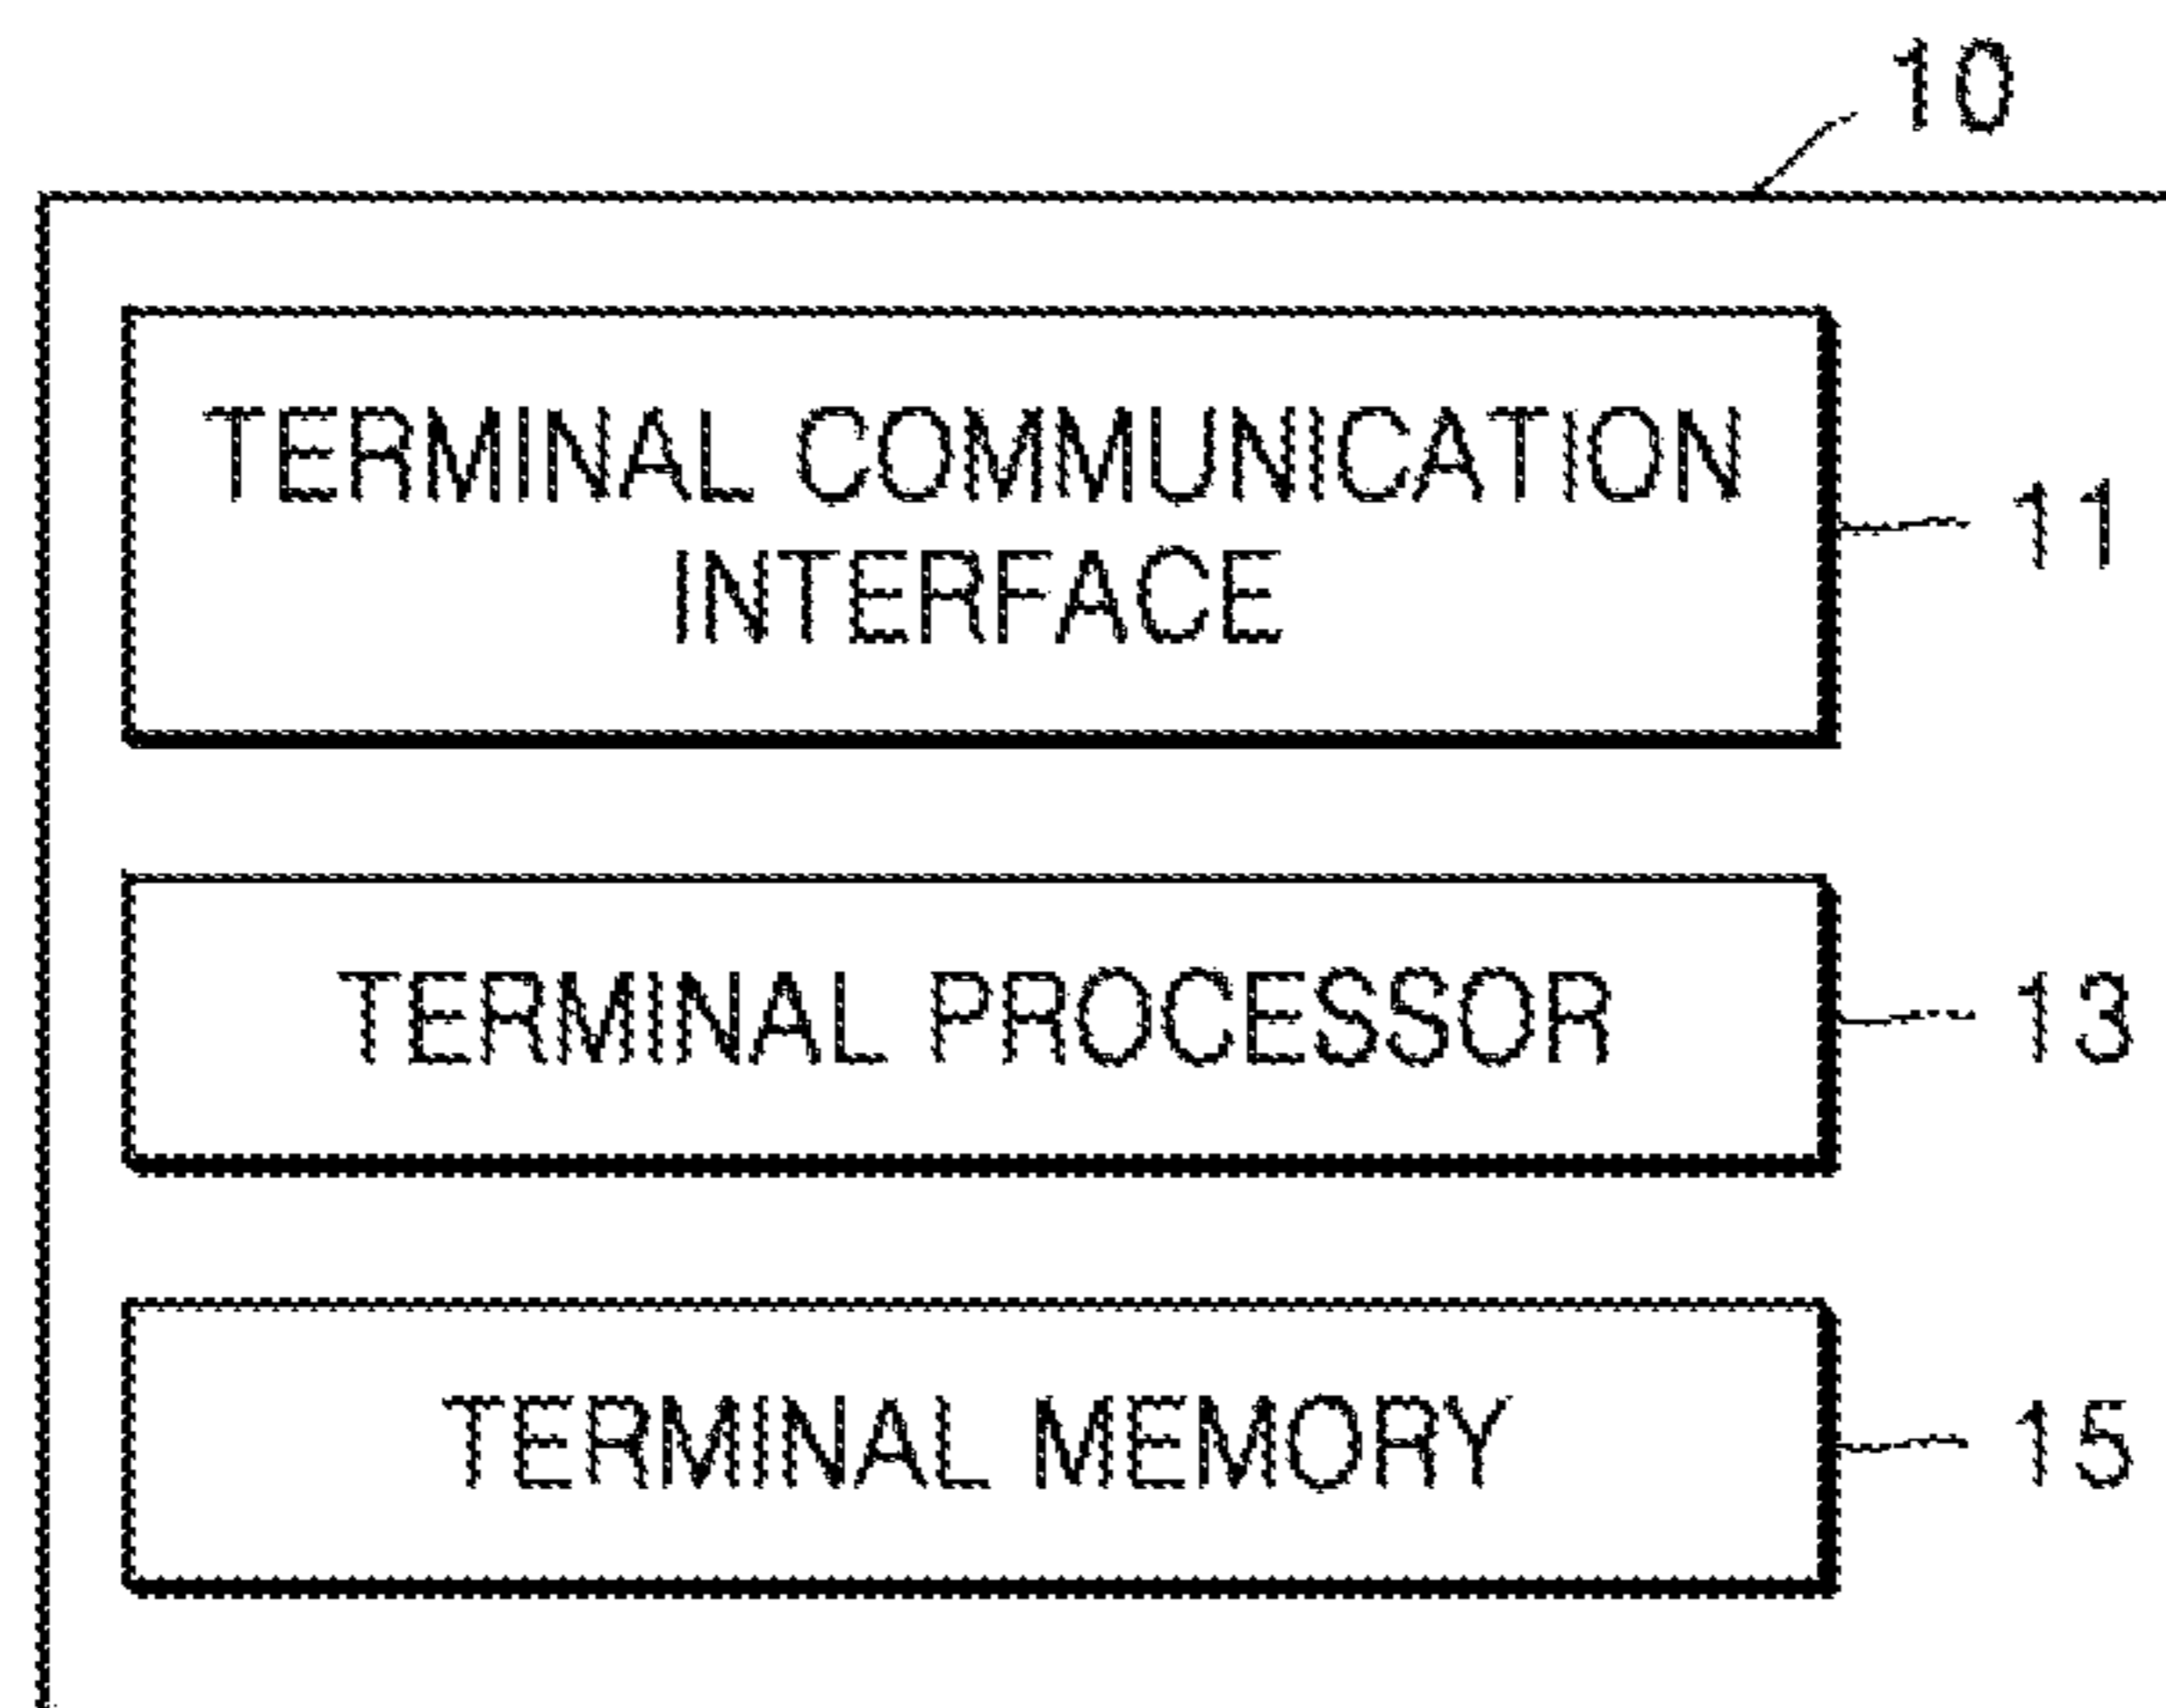 10
TERMINAL COMMUNICATION
INTERFACE
11
TERMINAL PROCESSOR
13
TERMINAL MEMORY
15